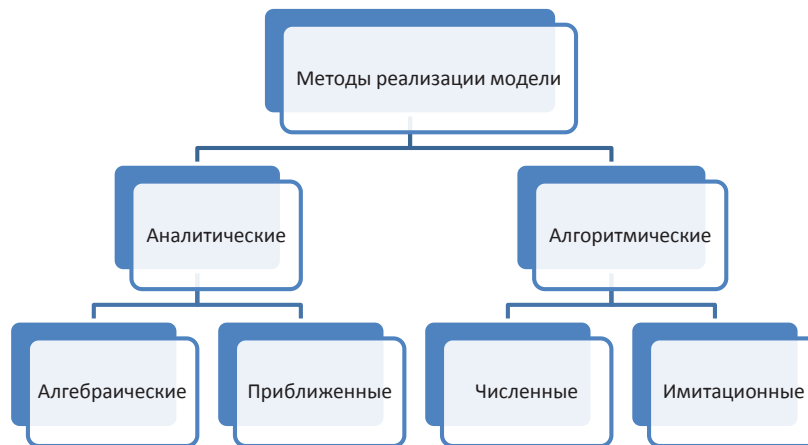 Методы реализации модели
Аналитические
Алгоритмические
Алгебраические
Приближенные
Численные
Имитационные